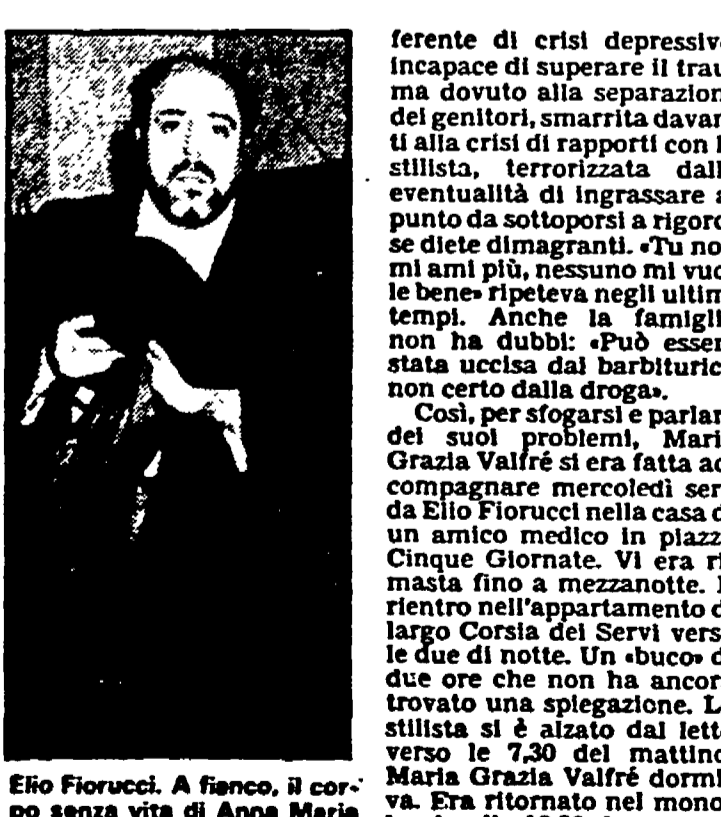 Elio Fiorucci. A fianco, il cor-
po senza vita di Anna Maria
ferente di crisi depressive
incapace di superare il trau
ma dovuto alla separazion
dei genitori, smarrita davan
ti alla crisi di rapporti con l
stilista, terrorizzata dall
eventualità di ingrassare a
punto da sottoporsi a rigoro
se diete dimagranti. «Tu no
mi ami più, nessuno mi vuo
le bene» ripeteva negli ultim
tempi. Anche la famigli
non ha dubbi: «Può esser
stata uccisa dai barbituric
non certo dalla droga».
Così, per sfogarsi e parlar
dei suoi problemi, Mari
Grazia Valfré si era fatta ac
compagnare mercoledì ser
da Elio Fiorucci nella casa d
un amico medico in piazz
Cinque Giornate. Vi era ri
masta fino a mezzanotte. I
rientro nell'appartamento d
largo Corsia dei Servi vers
le due di notte. Un «buco» d
due ore che non ha ancor
trovato una spiegazione. L
stilista si è alzato dal lett
verso le 7,30 del mattino
Maria Grazia Valfré dormi
va. Era ritornato nel mono